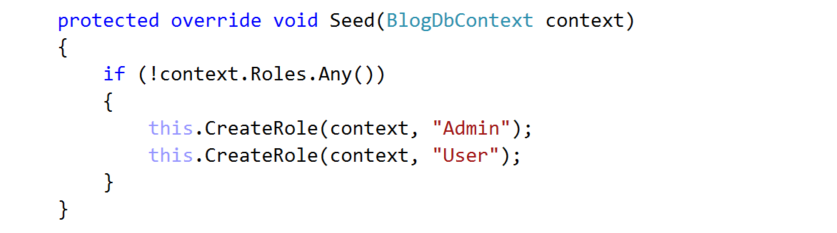 protected override void Seed(BlogDbContext context)
{
    if (!context.Roles.Any())
    {
        this.CreateRole(context, "Admin");
        this.CreateRole(context, "User");
    }
}